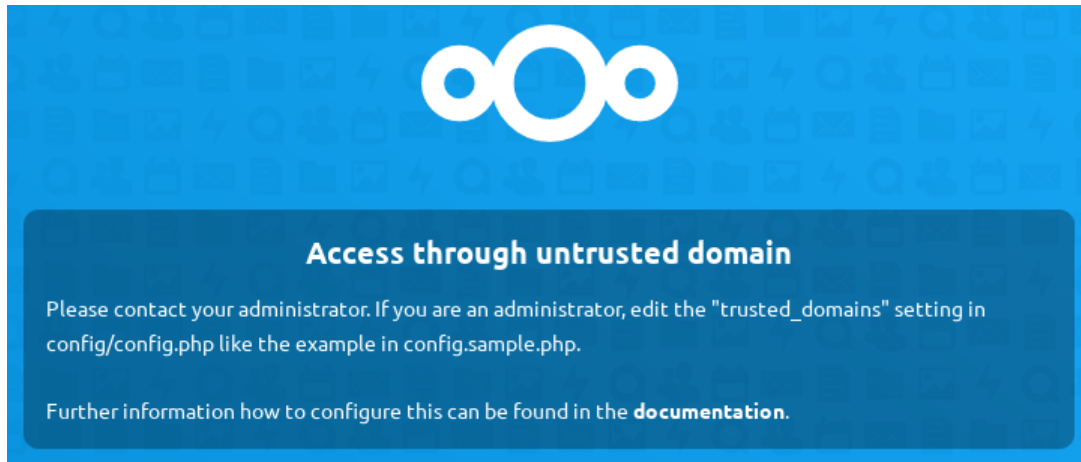 Access through untrusted domain
Please contact your administrator. If you are an administrator, edit the "trusted_domains" setting in
config/config.php like the example in config.sample.php.
Further information how to configure this can be found in the documentation.